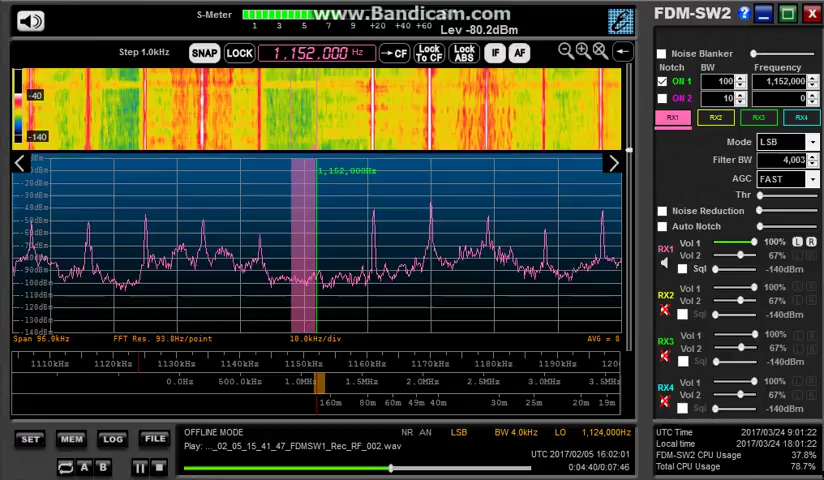 S-Meter
1 3 5 7 9 +20 +40 +60
www.Bandicam.com
Lev -80.2dBm
FDM-SW2
Step 1.0kHz
SNAP
LOCK
1,152,000 Hz
→CF
Lock To CF
Lock ABS
IF
AF
-40
-140
1,152,000Hz
-20dBm
-30dBm
-40dBm
-50dBm
-60dBm
-70dBm
-80dBm
-90dBm
-100dBm
-110dBm
-120dBm
-130dBm
-140dBm
Span 96.0kHz
FFT Res. 93.8Hz/point
10.0kHz/div
AVG = 8
1110kHz 1120kHz 1130kHz 1140kHz 1150kHz 1160kHz 1170kHz 1180kHz 1190kHz 120
0.0Hz 500.0kHz 1.0MHz 1.5MHz 2.0MHz 2.5MHz 3.0MHz 3.5MHz
160m 80m 60m 49m 40m 30m 25m 20m 19m
SET
MEM
LOG
FILE
A
B
OFFLINE MODE
NR AN
LSB
BW 4.0kHz
LO
1,124,000Hz
Play: ..._02_05_15_41_47_FDMSW1_Rec_RF_002.wav
UTC 2017/02/05 16:02:01
0:04:40/0:07:46
Noise Blanker
Notch BW Frequency
ON 1 100 1,152,000
ON 2 10 0
RX1 RX2 RX3 RX4
Mode LSB
Filter BW 4,003
AGC FAST
Thr
Noise Reduction
Auto Notch
RX1
Vol 1 100% L R
Vol 2 67%
Sql -140dBm
RX2
Vol 1 100% L R
Vol 2 67% L R
Sql -140dBm
RX3
Vol 1 100% L R
Vol 2 67% L R
Sql -140dBm
RX4
Vol 1 100% L R
Vol 2 67% L R
Sql -140dBm
UTC Time 2017/03/24 9:01:22
Local time 2017/03/24 18:01:22
FDM-SW2 CPU Usage 37.8%
Total CPU Usage 78.7%